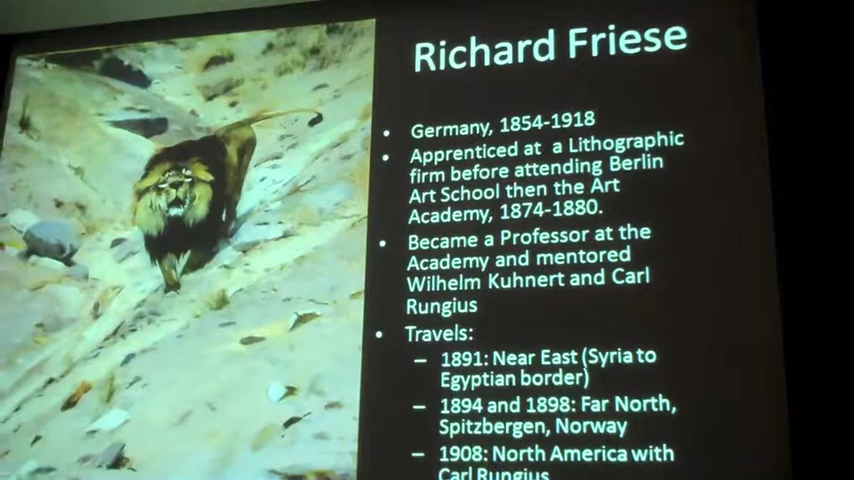 Richard Friese
• Germany, 1854-1918
• Apprenticed at a Lithographic
firm before attending Berlin
Art School then the Art
Academy, 1874-1880.
• Became a Professor at the
Academy and mentored
Wilhelm Kuhnert and Carl
Rungius
• Travels:
– 1891: Near East (Syria to
Egyptian border)
– 1894 and 1898: Far North,
Spitzbergen, Norway
– 1908: North America with
Carl Rungius